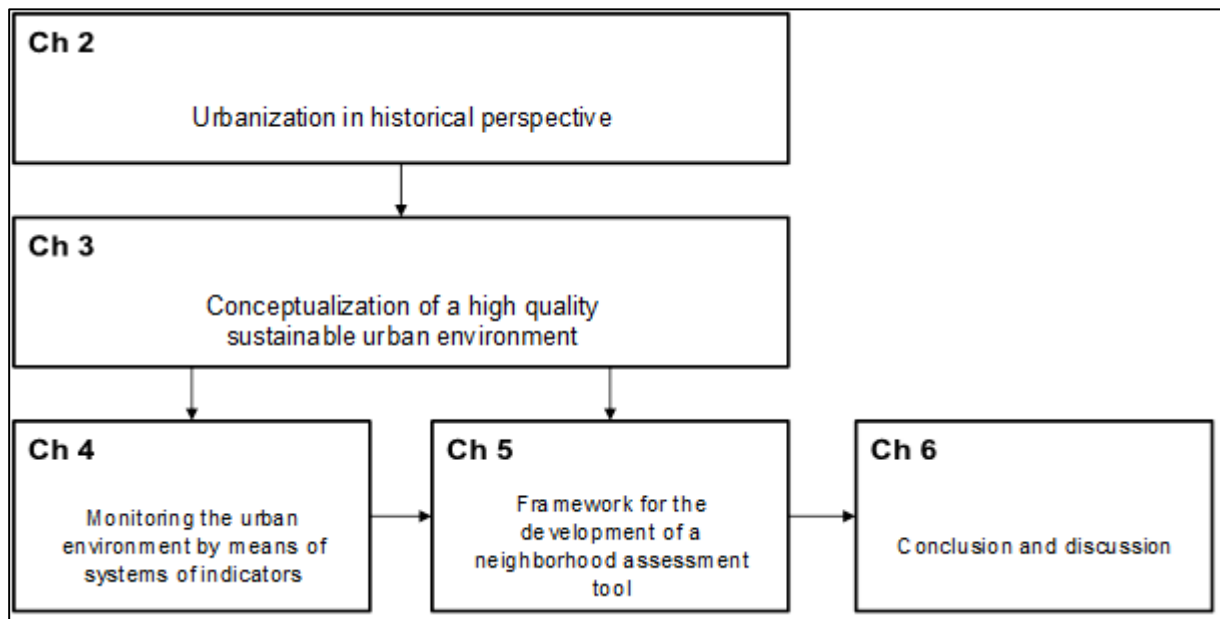 Ch 2
Urbanization in historical perspective
Ch 3
Conceptualization of a high quality
sustainable urban environment
Ch 4
Monitoring the urban
environment by means of
systems of indicators
Ch 5
Framework for the
development of a
neighborhood assessment
tool
Ch 6
Conclusion and discussion